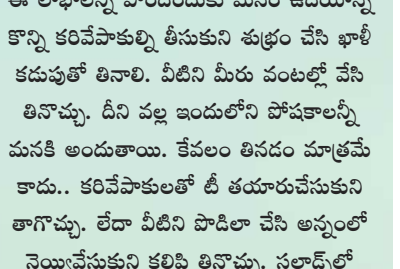 ఈ లాభాలన్నీ పొందేందుకు మనం ఉదయాన్నే
కొన్ని కరివేపాకుల్ని తీసుకుని శుభ్రం చేసి ఖాళీ
కడుపుతో తినాలి. వీటిని మీరు వంటల్లో వేసి
తినొచ్చు. దీని వల్ల ఇందులోని పోషకాలన్నీ
మనకి అందుతాయి. కేవలం తినడం మాత్రమే
కాదు.. కరివేపాకులతో టీ తయారుచేసుకుని
తాగొచ్చు. లేదా వీటిని పొడిలా చేసి అన్నంలో
నెయ్యివేసుకుని కలిపి తినొచ్చు. సలాడ్స్‌లో